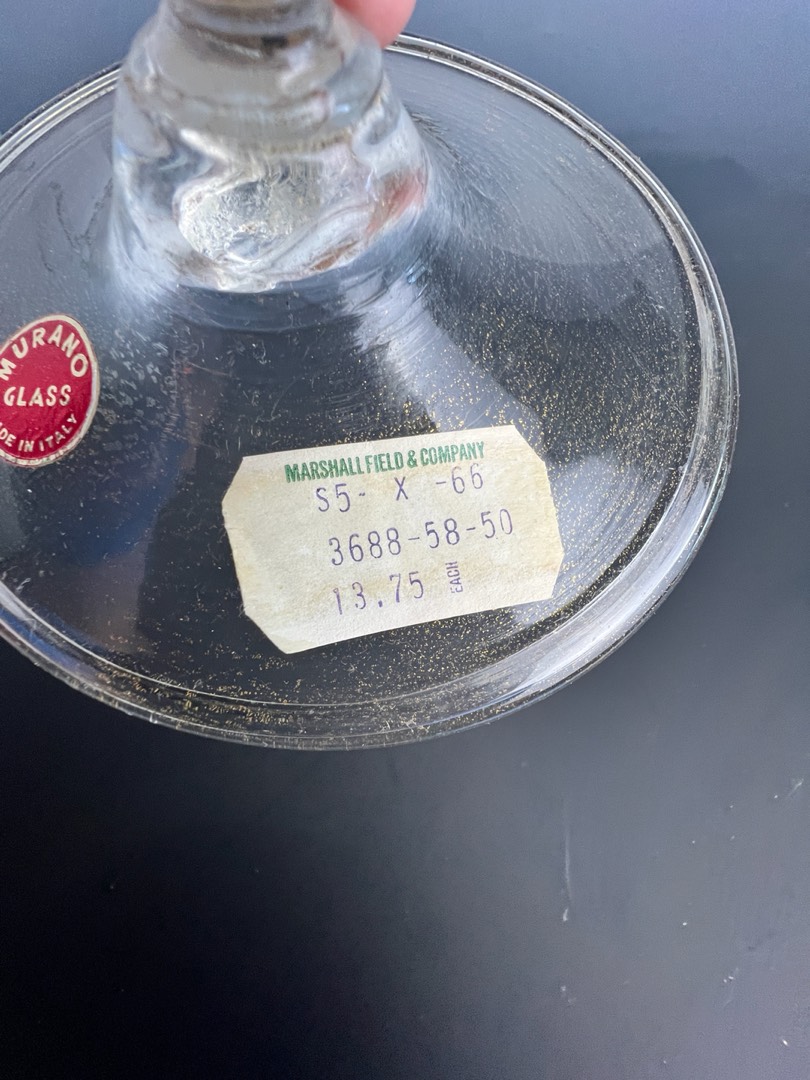 MURANO
GLASS
DE IN ITALY
MARSHALL FIELD & COMPANY
S5- X -66
3688-58-50
13.75 EACH